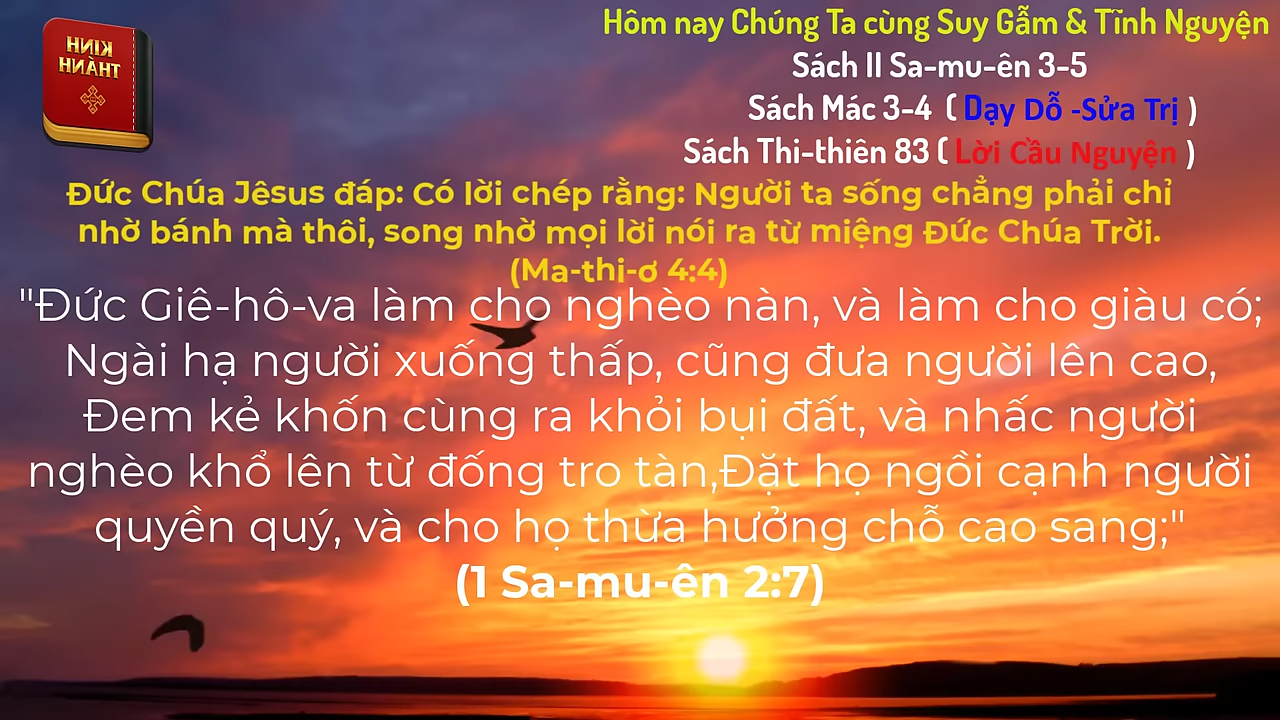 KINH
THÁNH
Hôm nay Chúng Ta cùng Suy Gẫm & Tĩnh Nguyện
Sách II Sa-mu-ên 3-5
Sách Mác 3-4 ( Dạy Dỗ -Sửa Trị )
Sách Thi-thiên 83 ( Lời Cầu Nguyện )
Đức Chúa Jêsus đáp: Có lời chép rằng: Người ta sống chẳng phải chỉ
nhờ bánh mà thôi, song nhờ mọi lời nói ra từ miệng Đức Chúa Trời.
(Ma-thi-ơ 4:4)
"Đức Giê-hô-va làm cho nghèo nàn, và làm cho giàu có;
Ngài hạ người xuống thấp, cũng đưa người lên cao,
Đem kẻ khốn cùng ra khỏi bụi đất, và nhấc người
nghèo khổ lên từ đống tro tàn,Đặt họ ngồi cạnh người
quyền quý, và cho họ thừa hưởng chỗ cao sang;"
(1 Sa-mu-ên 2:7)